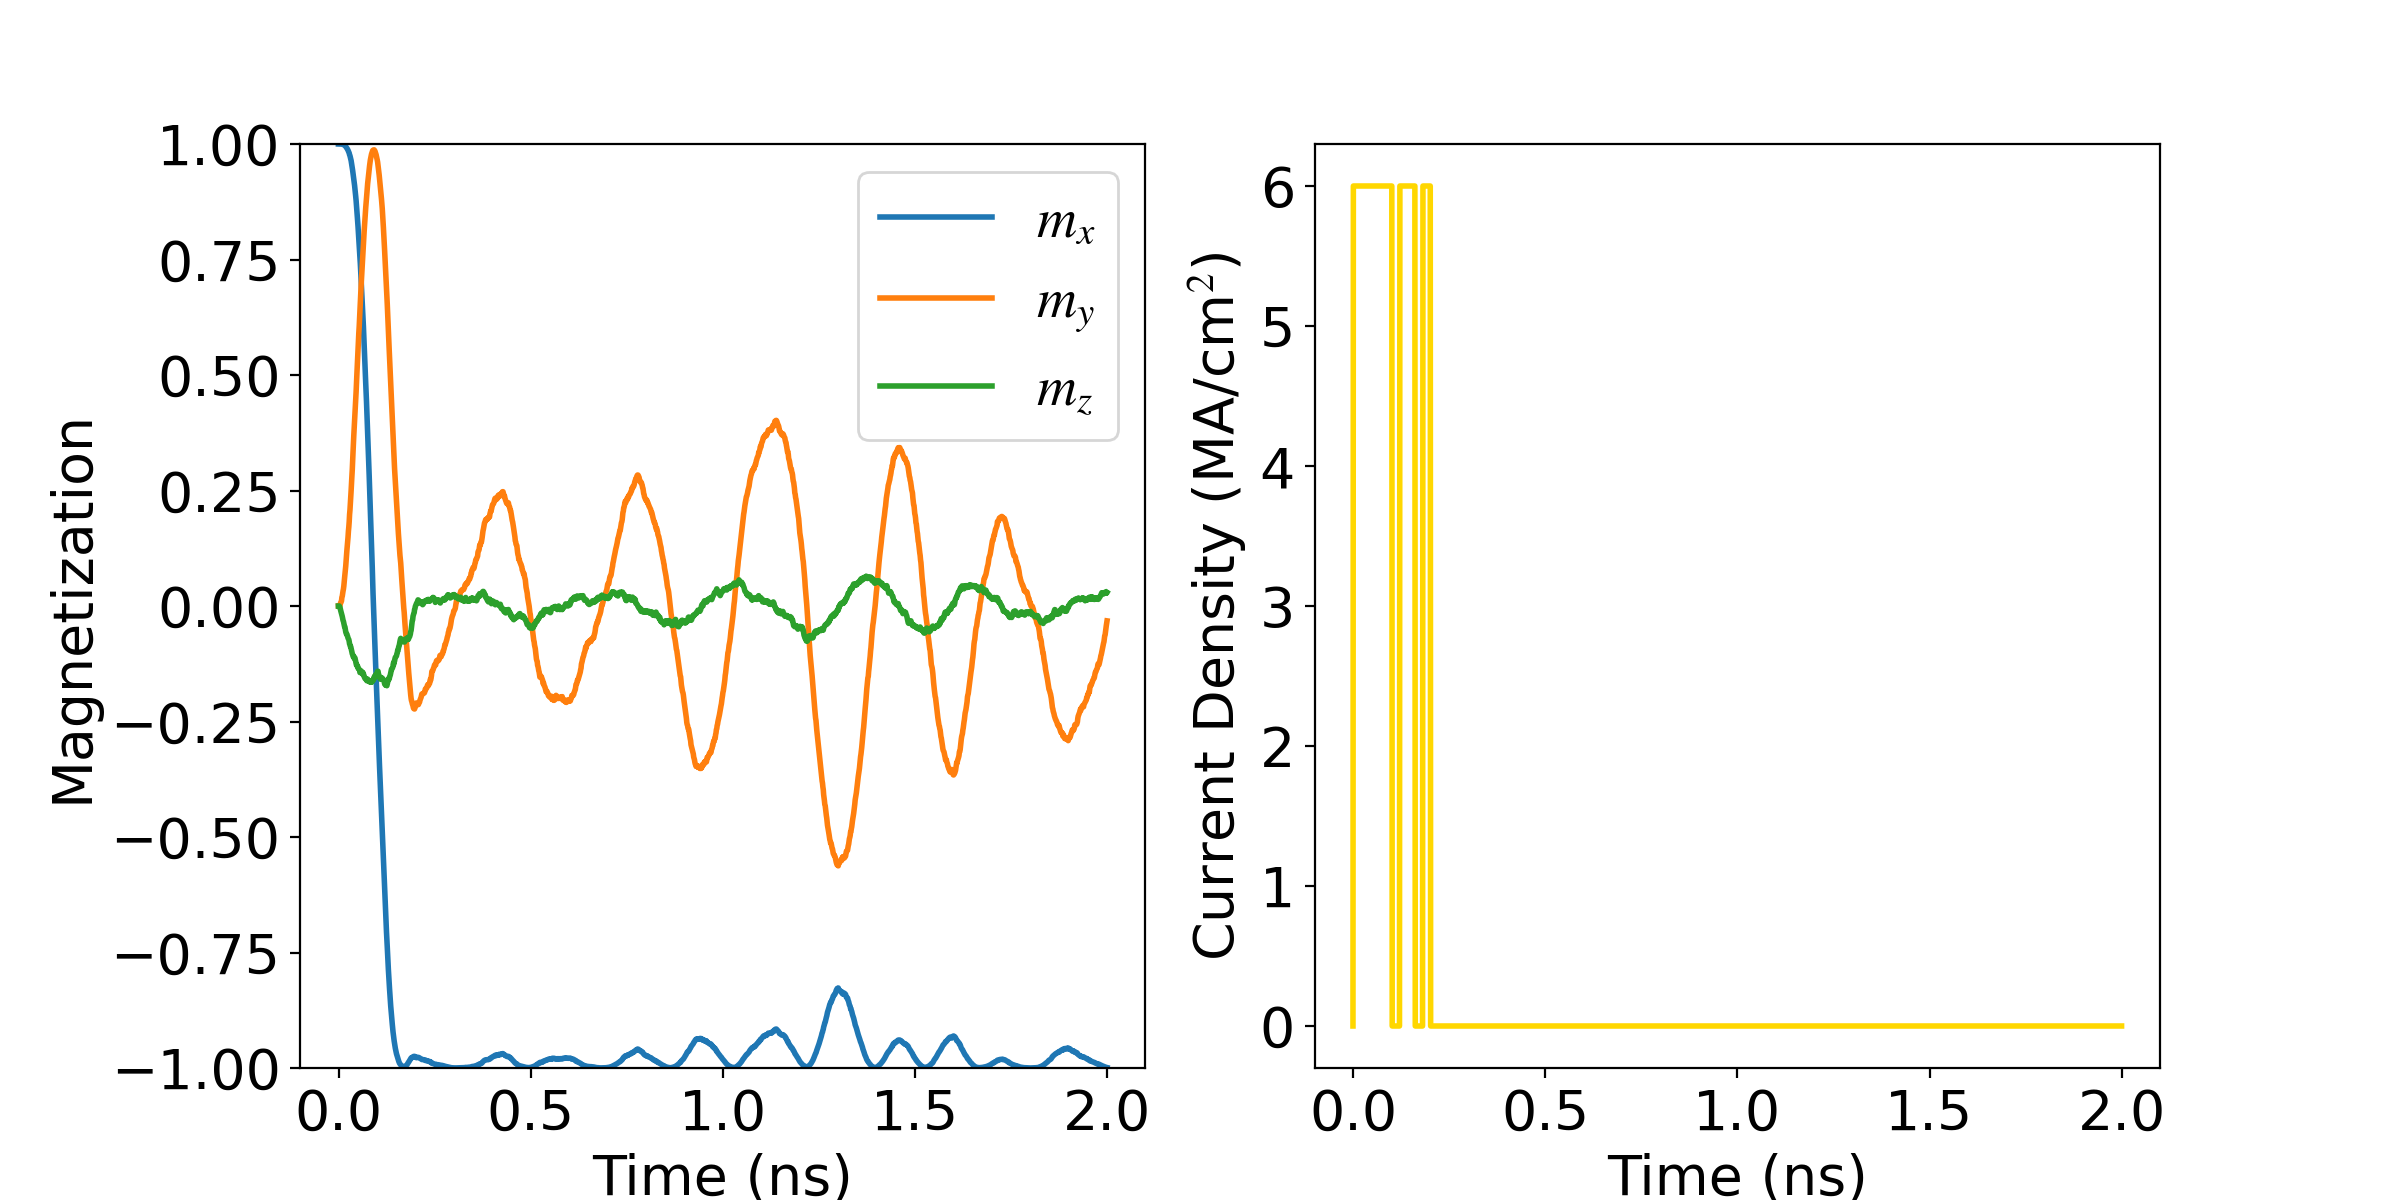 Magnetization
1.00
0.75
0.50
0.25
0.00
−0.25
−0.50
−0.75
−1.00
0.0 0.5 1.0 1.5 2.0
Time (ns)
m_x
m_y
m_z
Current Density (MA/cm²)
6
5
4
3
2
1
0
0.0 0.5 1.0 1.5 2.0
Time (ns)